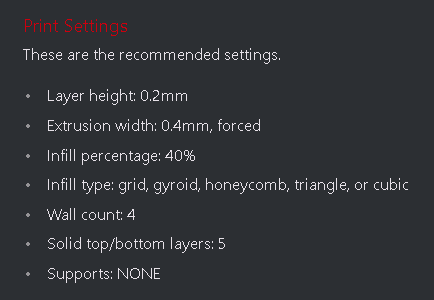 Print Settings
These are the recommended settings.
• Layer height: 0.2mm
• Extrusion width: 0.4mm, forced
• Infill percentage: 40%
• Infill type: grid, gyroid, honeycomb, triangle, or cubic
• Wall count: 4
• Solid top/bottom layers: 5
• Supports: NONE